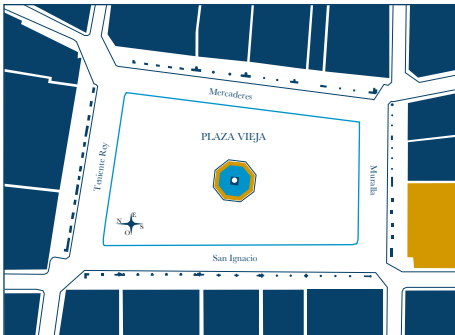 Mercaderes
PLAZA VIEJA
Teniente Rey
Muralla
E
N
S
O
San Ignacio